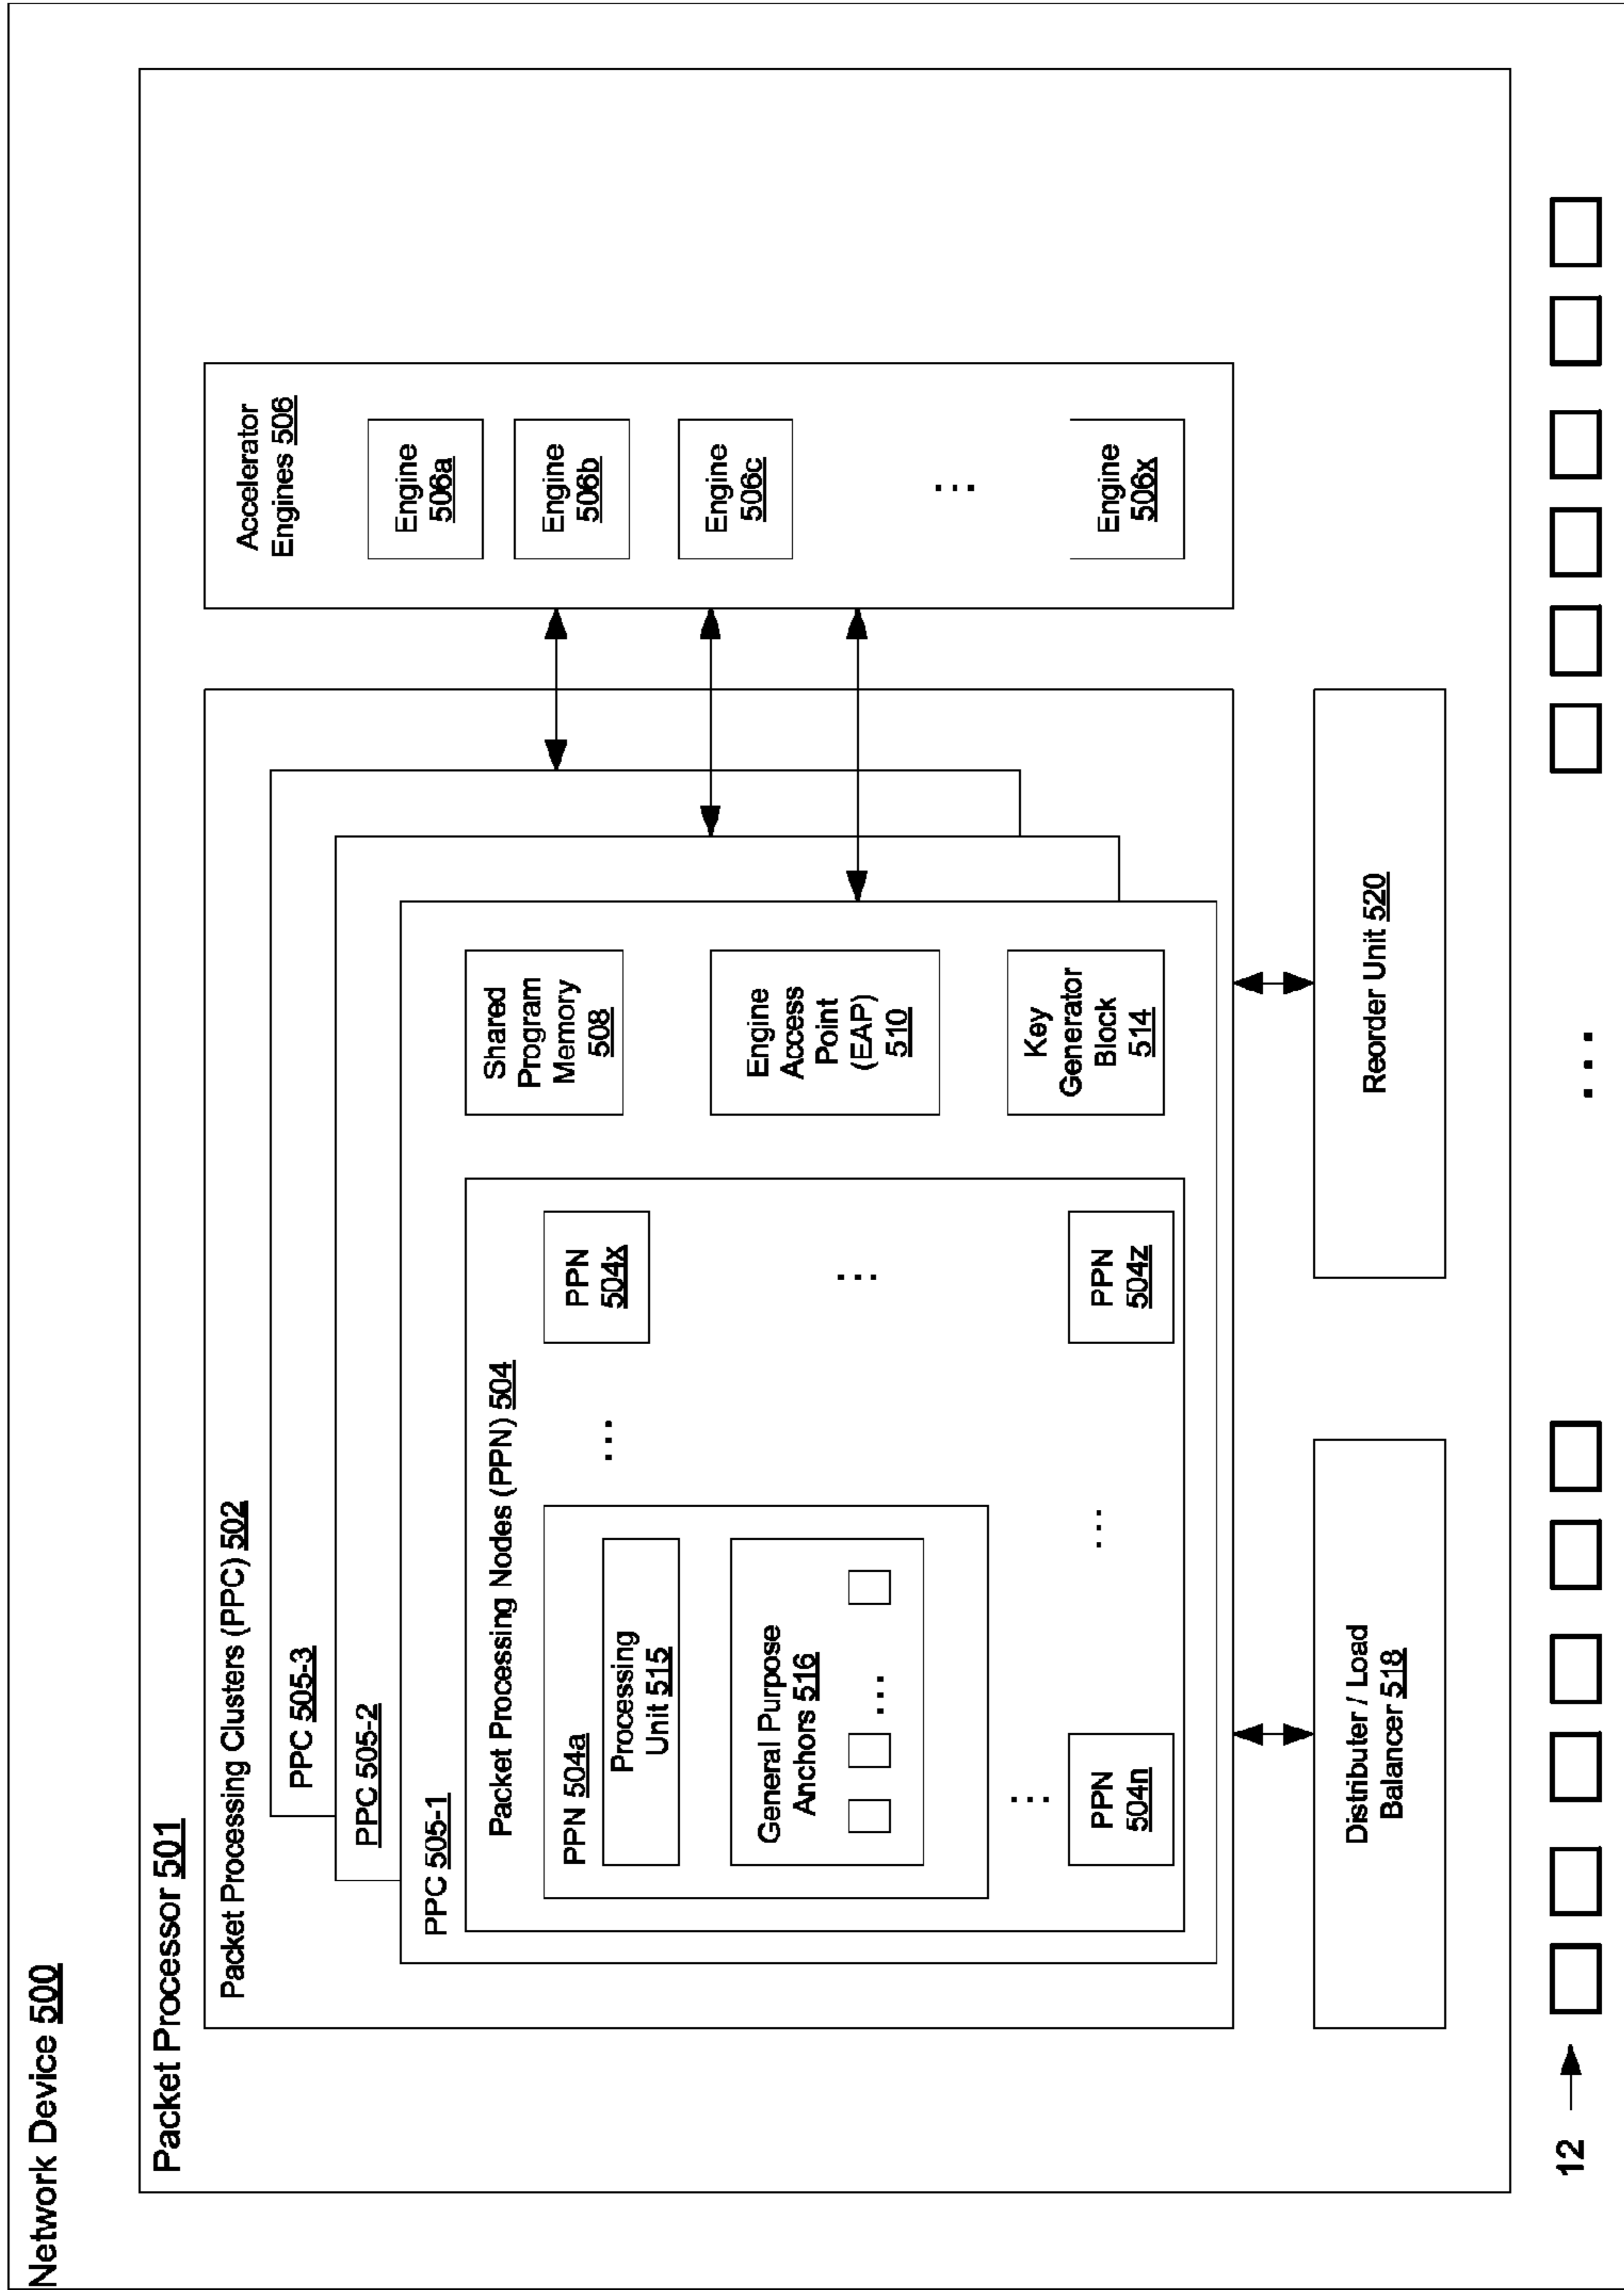 Network Device 500
Packet Processor 501
Packet Processing Clusters (PPC) 502
PPC 505-3
PPC 505-2
PPC 505-1
Packet Processing Nodes (PPN) 504
PPN 504a
Processing
Unit 515
General Purpose
Anchors 516
...
...
PPN
504x
...
...
PPN
504n
...
PPN
504z
Shared
Program
Memory
508
Engine
Access
Point
(EAP)
510
Key
Generator
Block
514
Accelerator
Engines 506
Engine
506a
Engine
506b
Engine
506c
...
Engine
506x
Distributer / Load
Balancer 518
Reorder Unit 520
12
...